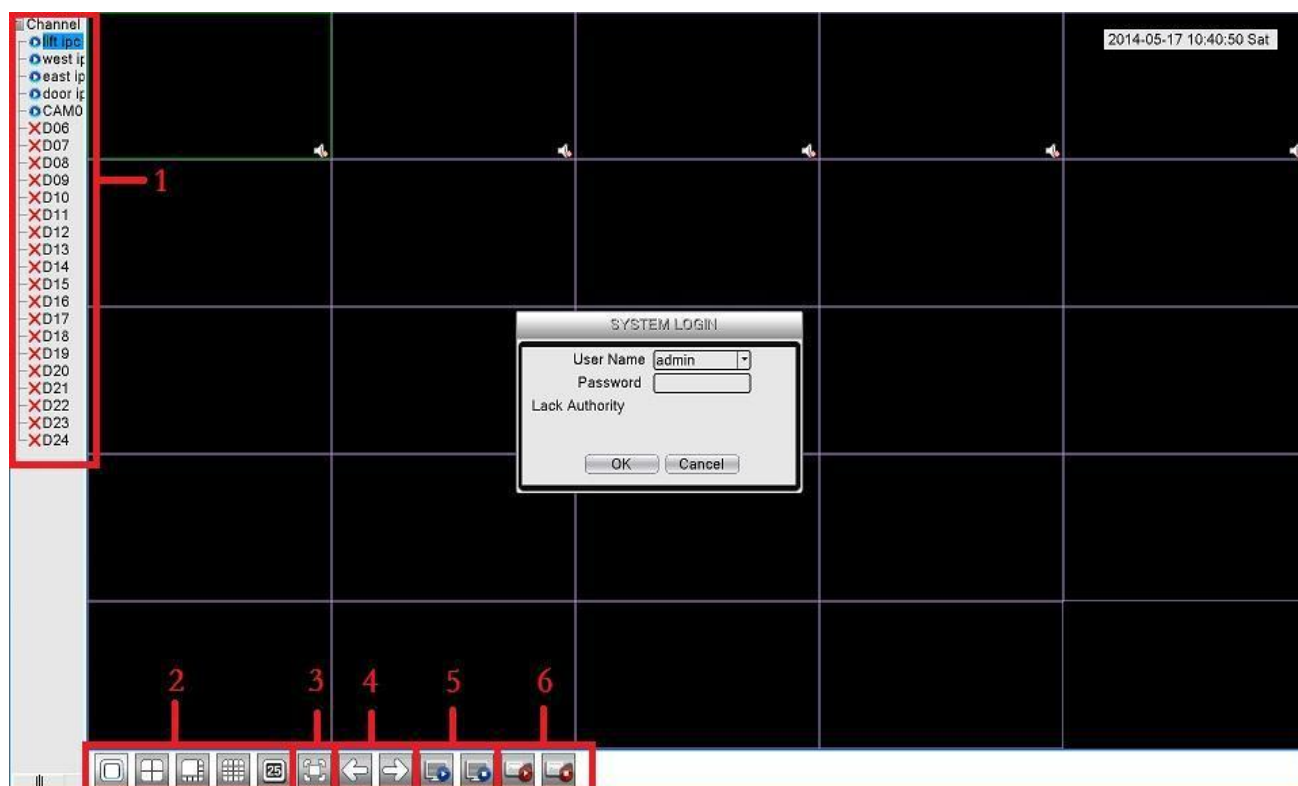 Channel
lift ipc
west ip
east ip
door ip
CAM0
D06
D07
D08
D09
D10
D11
D12
D13
D14
D15
D16
D17
D18
D19
D20
D21
D22
D23
D24
1
2014-05-17 10:40:50 Sat
SYSTEM LOGIN
User Name admin
Password
Lack Authority
OK Cancel
2 3 4 5 6
25